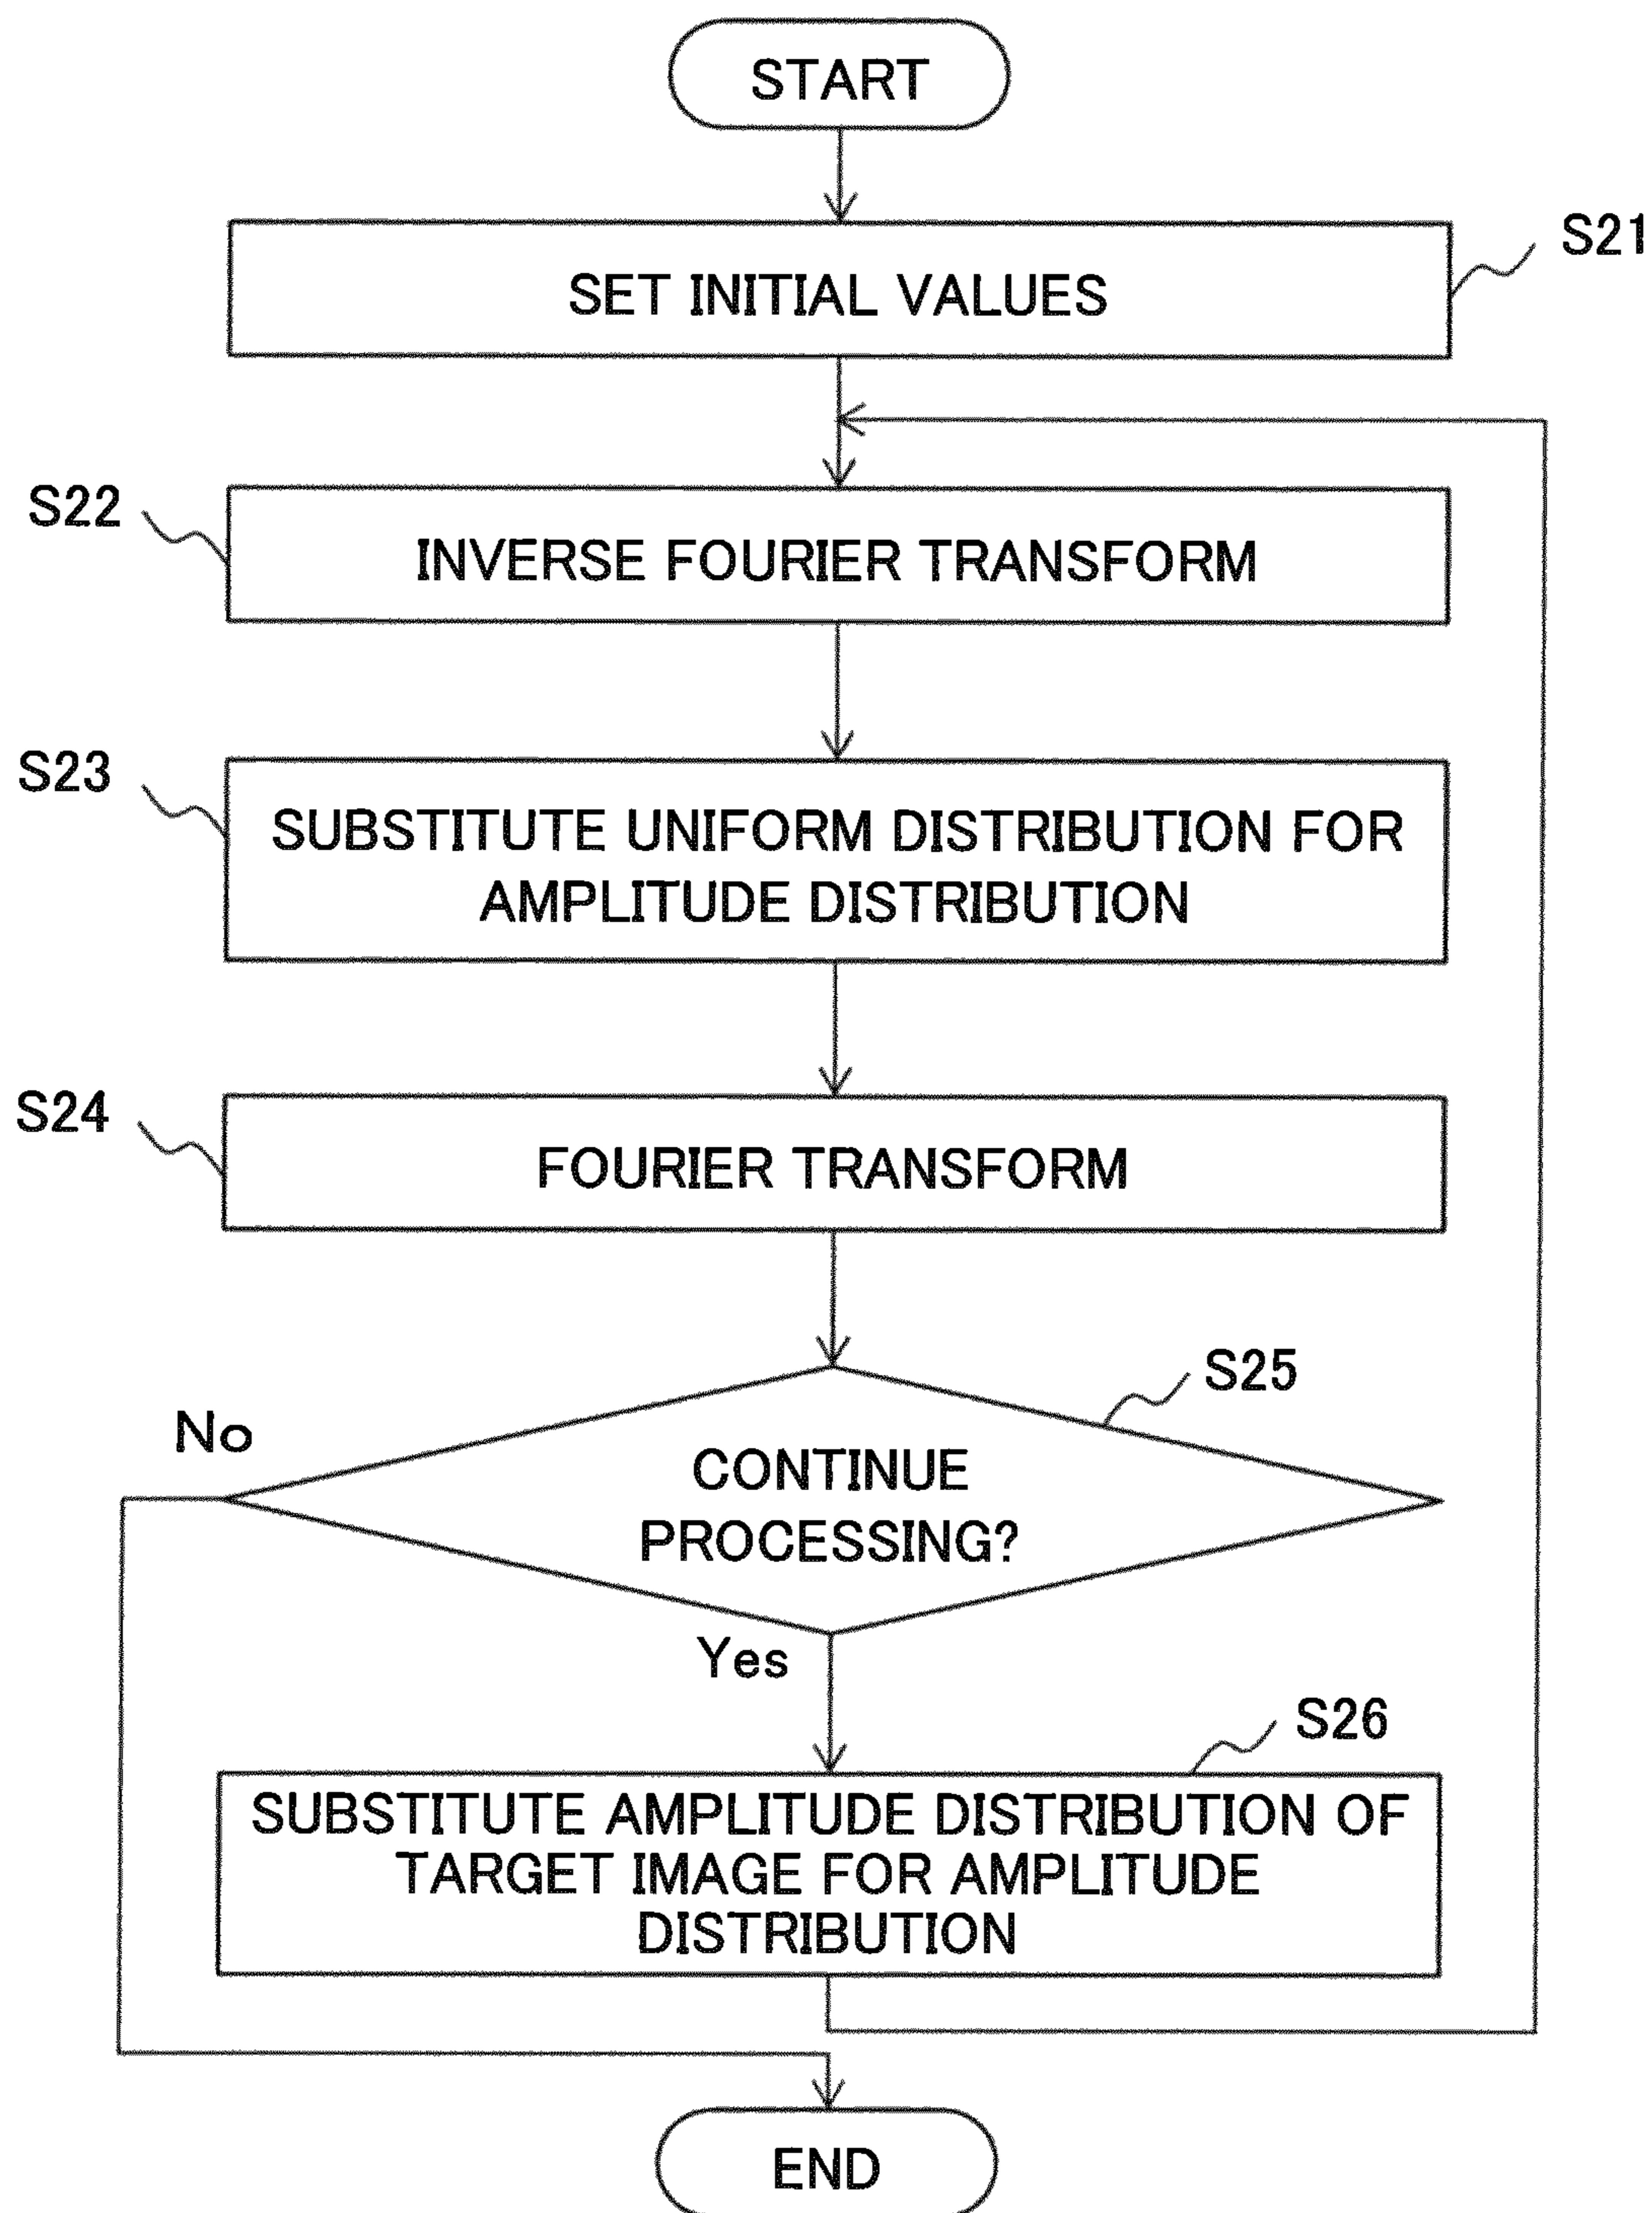 START
S21
SET INITIAL VALUES
S22
INVERSE FOURIER TRANSFORM
S23
SUBSTITUTE UNIFORM DISTRIBUTION FOR
AMPLITUDE DISTRIBUTION
S24
FOURIER TRANSFORM
S25
No
CONTINUE
PROCESSING?
Yes
S26
SUBSTITUTE AMPLITUDE DISTRIBUTION OF
TARGET IMAGE FOR AMPLITUDE
DISTRIBUTION
END